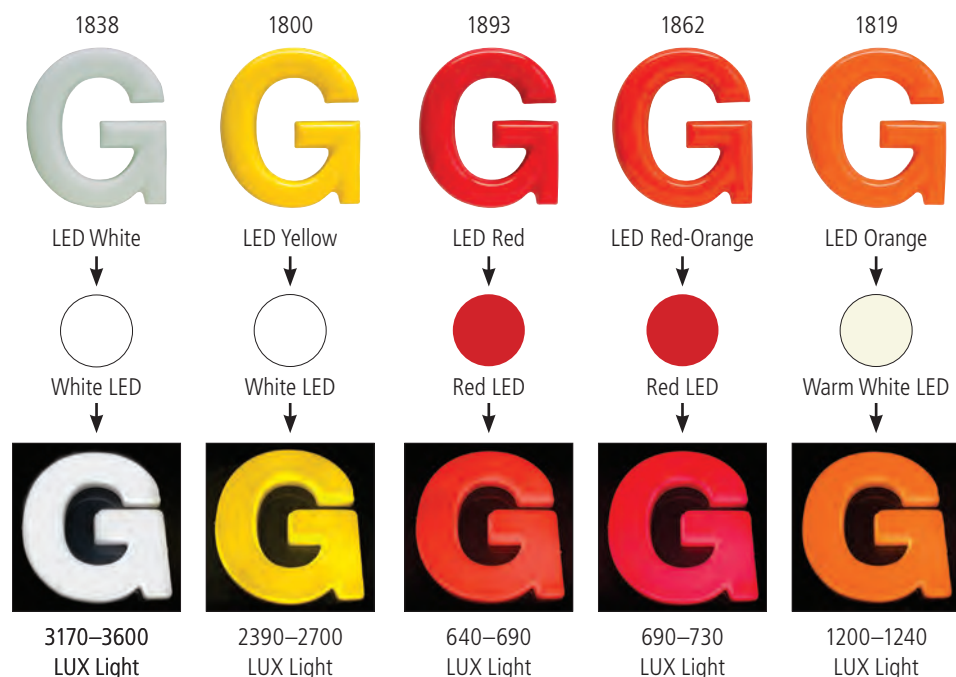 1838
1800
1893
1862
1819
G
G
G
G
G
LED White
LED Yellow
LED Red
LED Red-Orange
LED Orange
White LED
White LED
Red LED
Red LED
Warm White LED
G
G
G
G
G
3170–3600
LUX Light
2390–2700
LUX Light
640–690
LUX Light
690–730
LUX Light
1200–1240
LUX Light